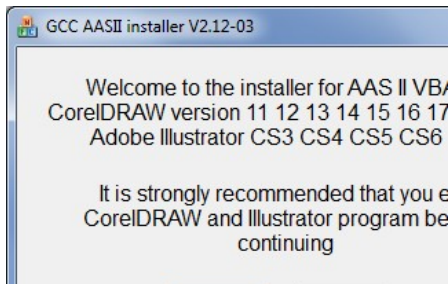 GCC AASII installer V2.12-03
Welcome to the installer for AAS II VBA
CorelDRAW version 11 12 13 14 15 16 17
Adobe Illustrator CS3 CS4 CS5 CS6
It is strongly recommended that you e
CorelDRAW and Illustrator program be
continuing